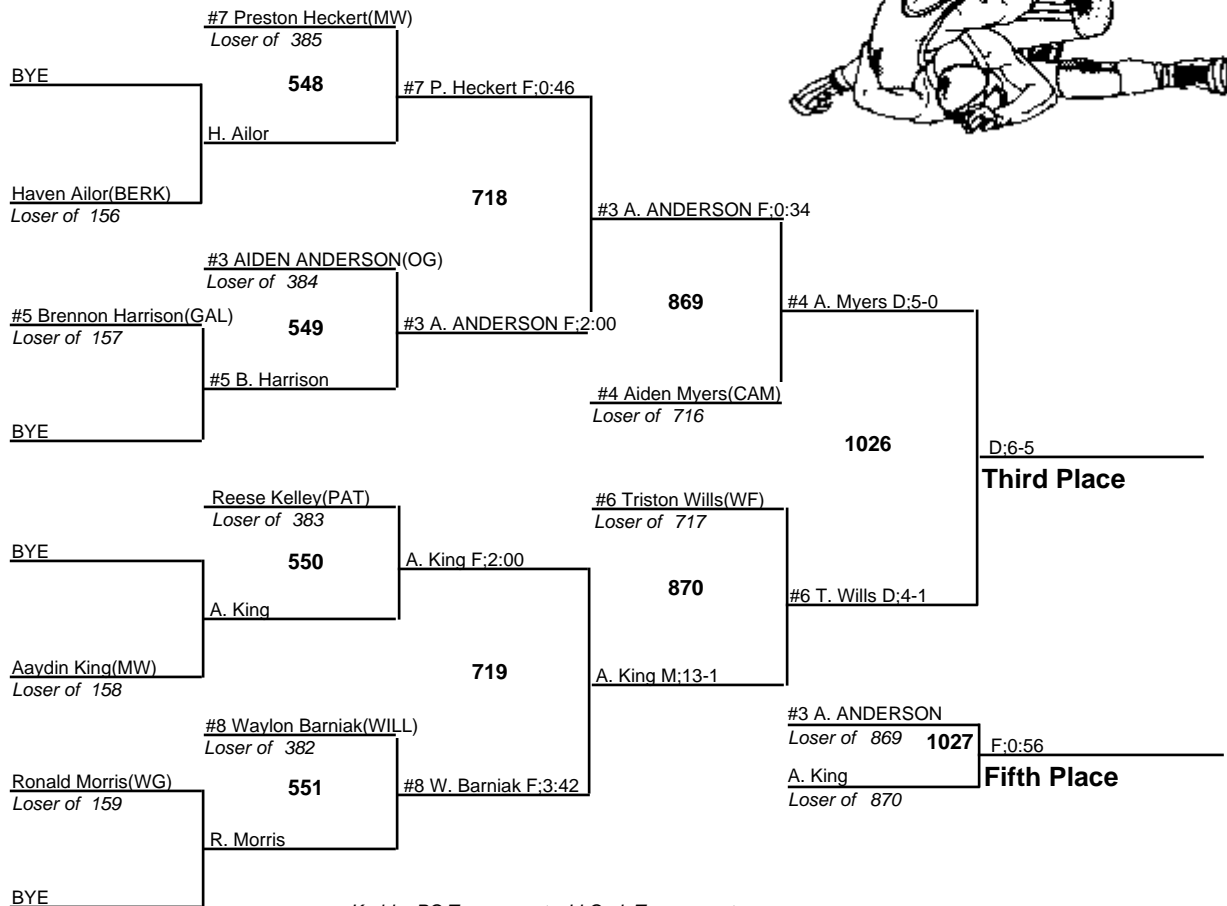 #7 Preston Heckert(MW)
Loser of 385
BYE
548
#7 P. Heckert F;0:46
H. Ailor
Haven Ailor(BERK)
Loser of 156
718
#3 A. ANDERSON F;0:34
#3 AIDEN ANDERSON(OG)
Loser of 384
#5 Brennon Harrison(GAL)
Loser of 157
549
#3 A. ANDERSON F;2:00
869
#4 A. Myers D;5-0
#5 B. Harrison
#4 Aiden Myers(CAM)
Loser of 716
BYE
1026
D;6-5
Third Place
Reese Kelley(PAT)
Loser of 383
#6 Triston Wills(WF)
Loser of 717
BYE
550
A. King F;2:00
870
A. King
#6 T. Wills D;4-1
Aaydin King(MW)
Loser of 158
719
A. King M;13-1
#8 Waylon Barniak(WILL)
Loser of 382
#3 A. ANDERSON
Loser of 869
1027
F;0:56
Fifth Place
Ronald Morris(WG)
Loser of 159
551
#8 W. Barniak F;3:42
A. King
Loser of 870
R. Morris
BYE